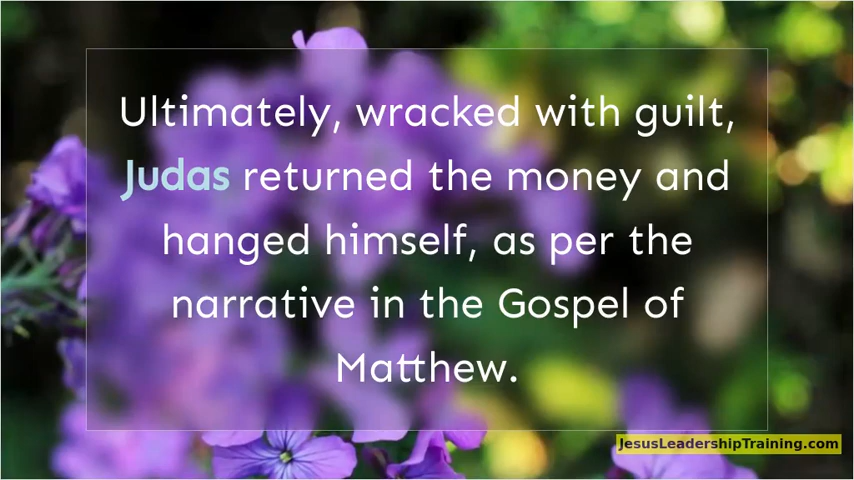 Ultimately, wracked with guilt,
Judas returned the money and
hanged himself, as per the
narrative in the Gospel of
Matthew.
JesusLeadershipTraining.com